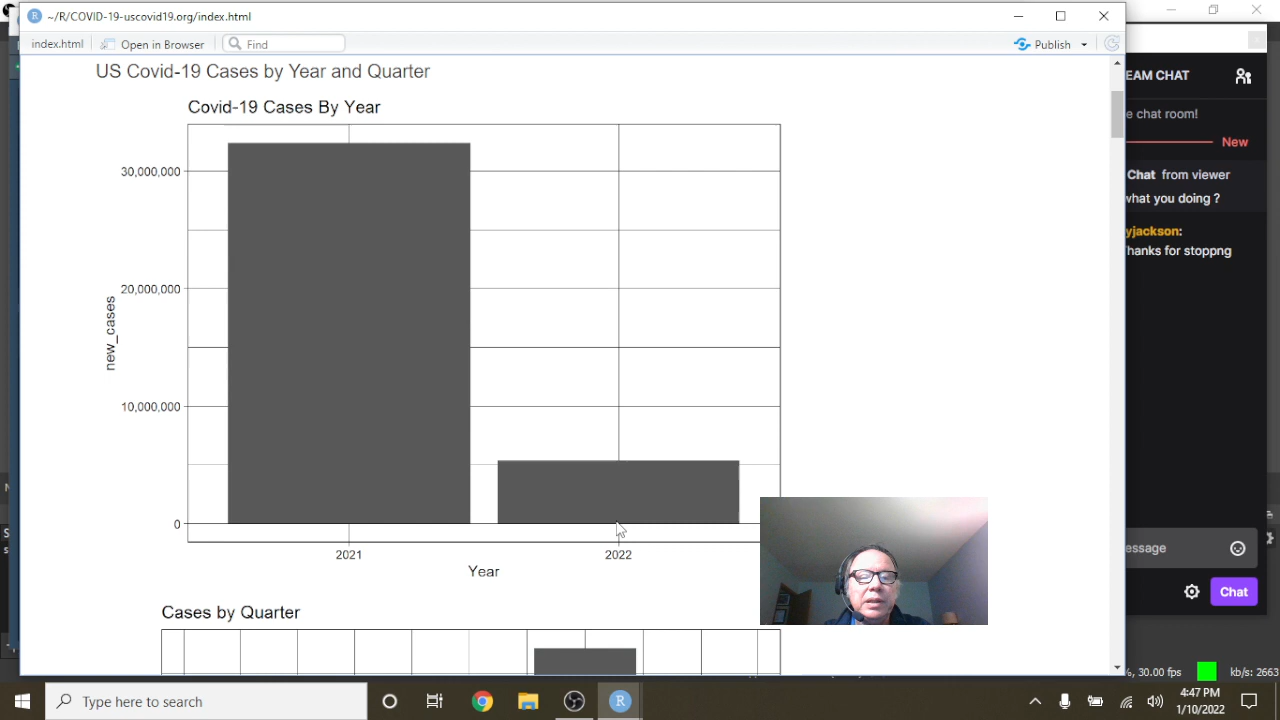 ~/R/COVID-19-uscovid19.org/index.html
index.html
Open in Browser
Find
Publish
US Covid-19 Cases by Year and Quarter
Covid-19 Cases By Year
30,000,000
20,000,000
10,000,000
0
new_cases
2021
2022
Year
Cases by Quarter
EAM CHAT
e chat room!
New
Chat from viewer
what you doing ?
yjackson:
Thanks for stoppng
essage
Chat
%, 30.00 fps
kb/s: 2663
Type here to search
4:47 PM
1/10/2022